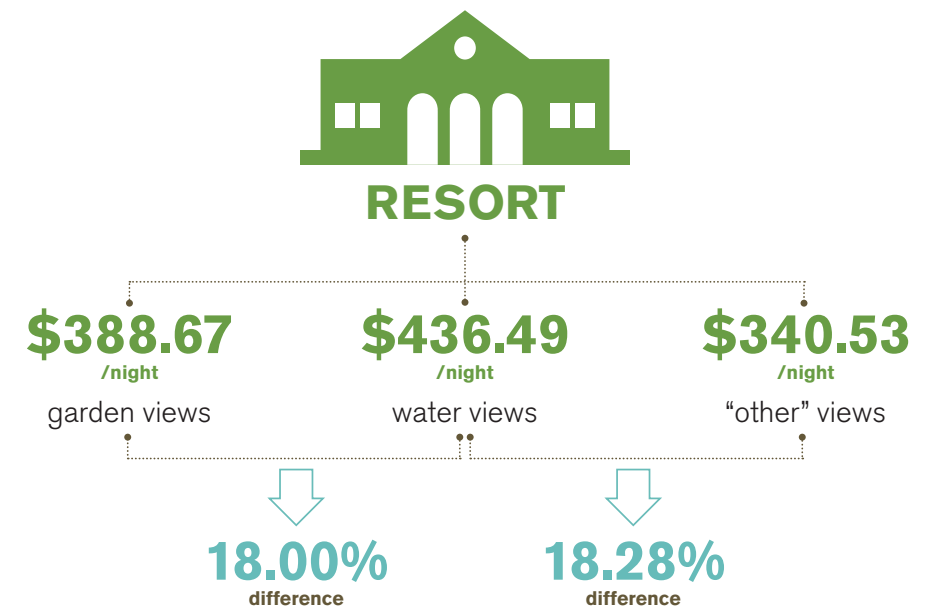 RESORT
$388.67
/night
garden views
$436.49
/night
water views
$340.53
/night
“other” views
18.00%
difference
18.28%
difference